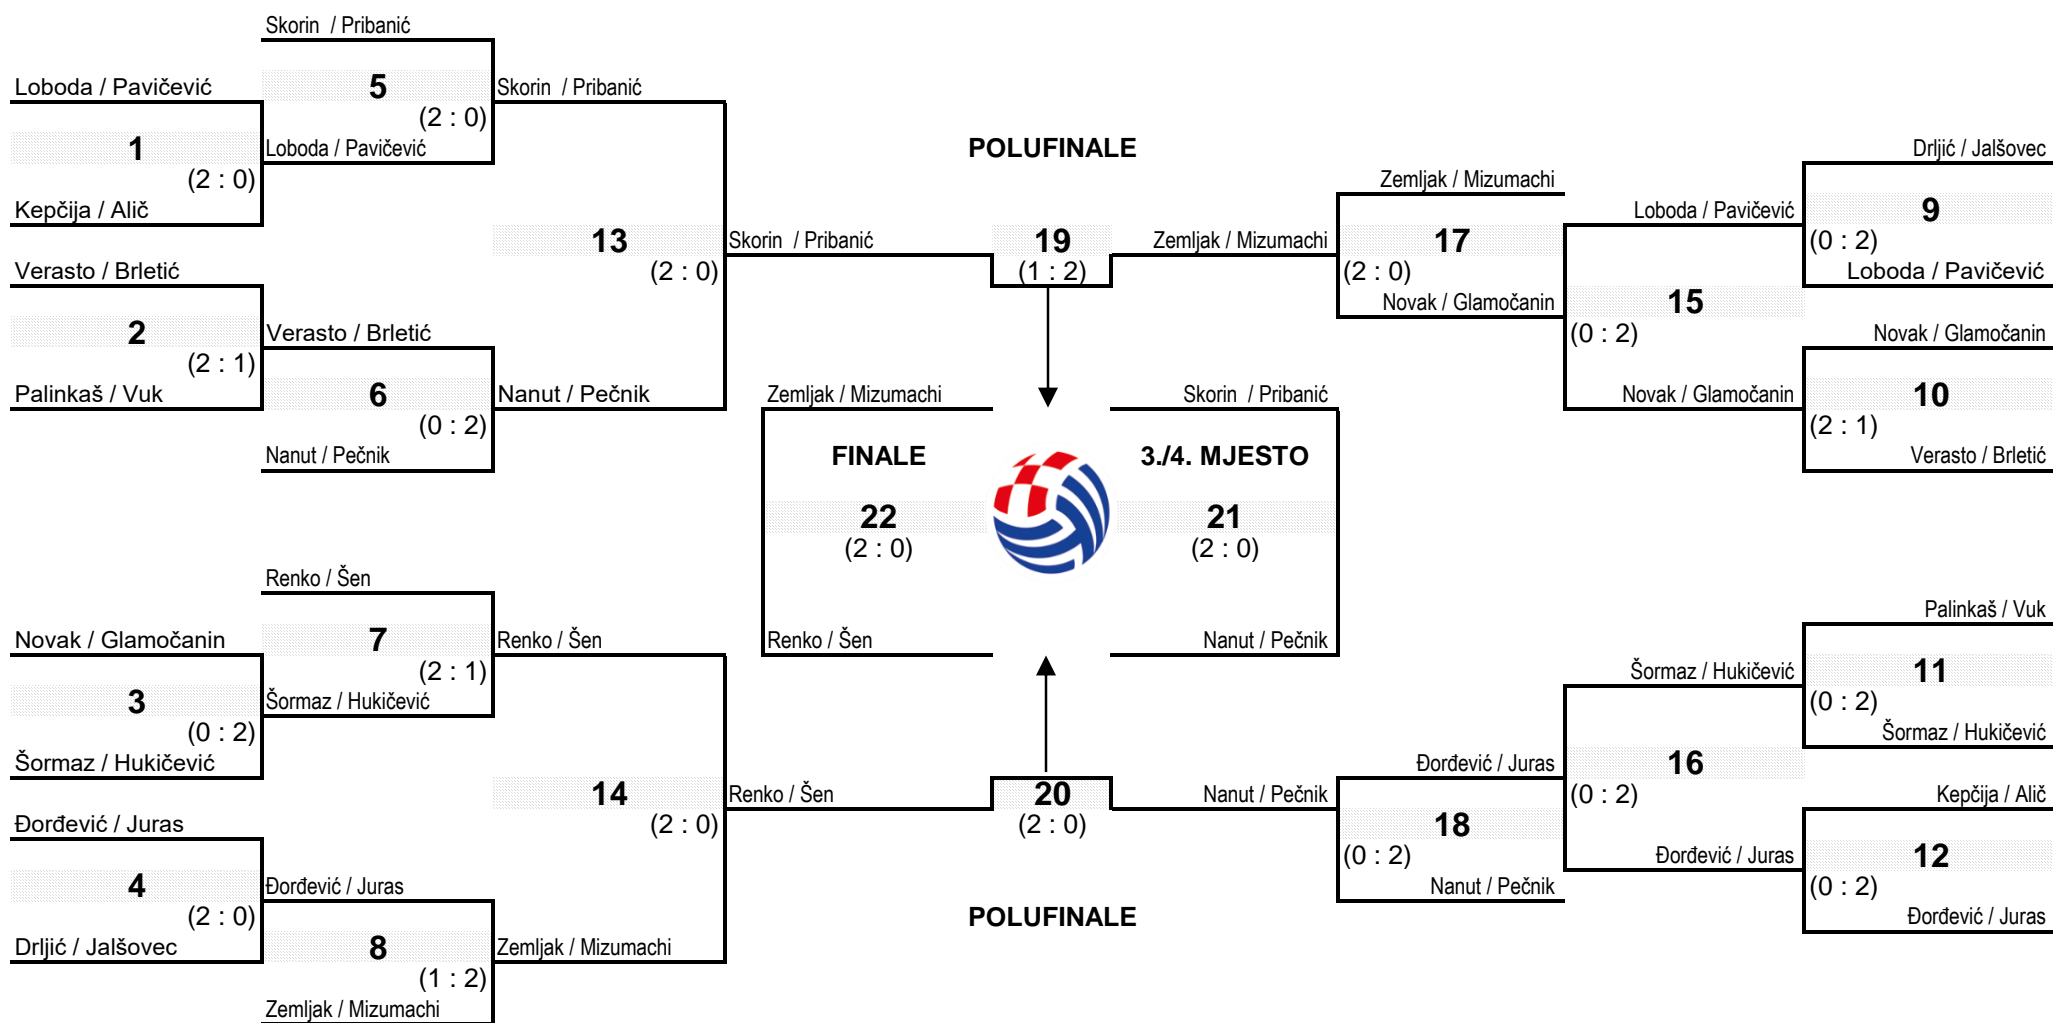 Skorin / Pribanić
Loboda / Pavičević
5
Skorin / Pribanić
(2 : 0)
1
Loboda / Pavičević
POLUFINALE
Drljić / Jalšovec
(2 : 0)
Zemljak / Mizumachi
Kepčija / Alič
Loboda / Pavičević
9
13
Skorin / Pribanić
19
Zemljak / Mizumachi
17
(0 : 2)
Verasto / Brletić
(2 : 0)
(1 : 2)
(2 : 0)
Loboda / Pavičević
Novak / Glamočanin
15
2
Verasto / Brletić
(0 : 2)
Novak / Glamočanin
(2 : 1)
Palinkaš / Vuk
6
Nanut / Pečnik
Zemljak / Mizumachi
Skorin / Pribanić
Novak / Glamočanin
10
(0 : 2)
(2 : 1)
Nanut / Pečnik
FINALE
3./4. MJESTO
Verasto / Brletić
22
21
(2 : 0)
(2 : 0)
Renko / Šen
Palinkaš / Vuk
Novak / Glamočanin
7
Renko / Šen
Renko / Šen
Nanut / Pečnik
(2 : 1)
Šormaz / Hukičević
11
3
Šormaz / Hukičević
(0 : 2)
(0 : 2)
Šormaz / Hukičević
Šormaz / Hukičević
Đorđević / Juras
16
14
Renko / Šen
20
Nanut / Pečnik
(0 : 2)
Kepčija / Alič
Đorđević / Juras
(2 : 0)
(2 : 0)
18
(0 : 2)
Đorđević / Juras
12
4
Đorđević / Juras
Nanut / Pečnik
(0 : 2)
(2 : 0)
POLUFINALE
Đorđević / Juras
Drljić / Jalšovec
8
Zemljak / Mizumachi
(1 : 2)
Zemljak / Mizumachi